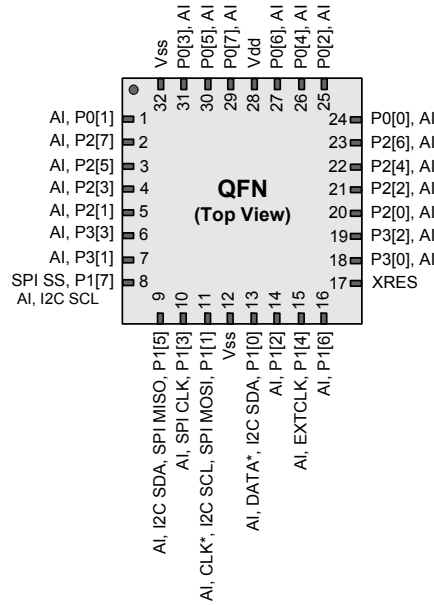 Vss
P0[3], AI
P0[5], AI
P0[7], AI
Vdd
P0[6], AI
P0[4], AI
P0[2], AI
32
31
30
29
28
27
26
25
AI, P0[1] 1
AI, P2[7] 2
AI, P2[5] 3
AI, P2[3] 4
AI, P2[1] 5
AI, P3[3] 6
AI, P3[1] 7
SPI SS, P1[7] 8
AI, I2C SCL
QFN
(Top View)
24 P0[0], AI
23 P2[6], AI
22 P2[4], AI
21 P2[2], AI
20 P2[0], AI
19 P3[2], AI
18 P3[0], AI
17 XRES
9
10
11
12
13
14
15
16
AI, I2C SDA, SPI MISO, P1[5]
AI, SPI CLK, P1[3]
AI, CLK*, I2C SCL, SPI MOSI, P1[1]
Vss
AI, DATA*, I2C SDA, P1[0]
AI, P1[2]
AI, EXTCLK, P1[4]
AI, P1[6]